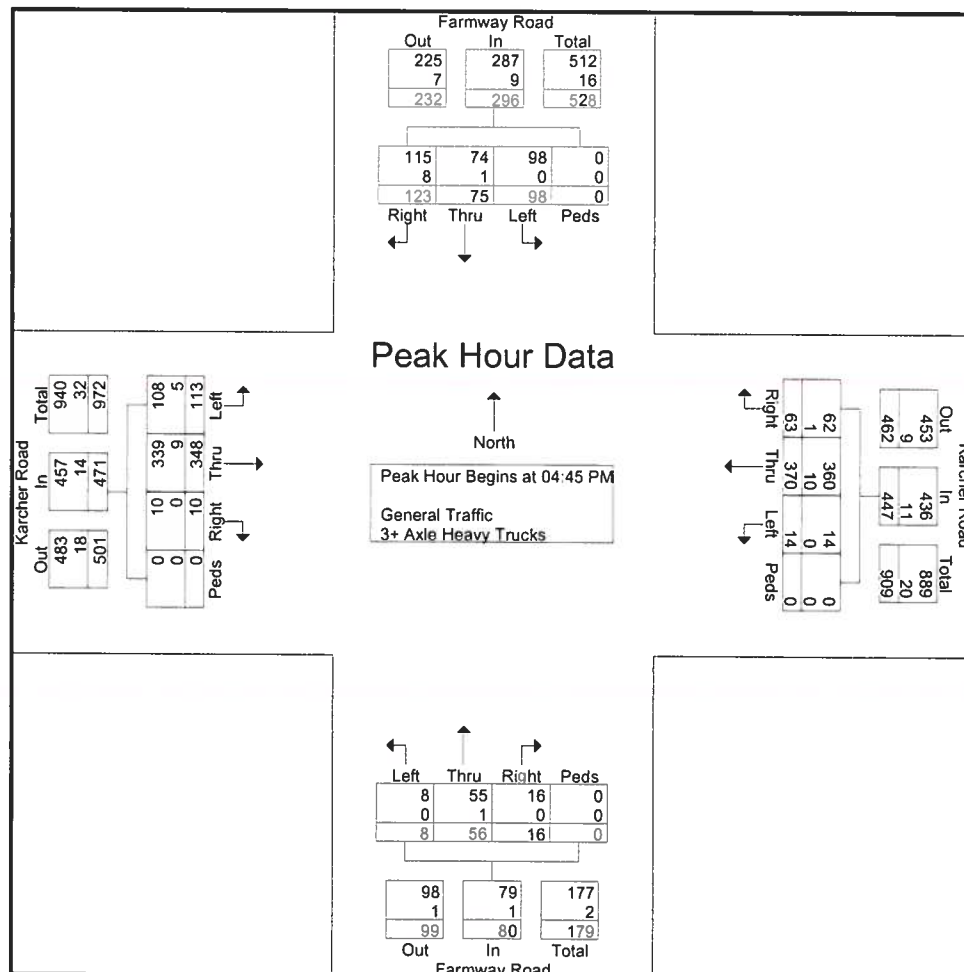 Farmway Road
Out In Total
225 287 512
7 9 16
232 296 528
115 74 98 0
8 1 0 0
123 75 98 0
Right Thru Left Peds
Peak Hour Data
North
Peak Hour Begins at 04:45 PM
General Traffic
3+ Axle Heavy Trucks
Karcher Road
Out In Total
483 457 940
18 14 32
501 471 972
0 10 339 108
0 0 9 5
0 10 348 113
Peds Right Thru Left
Karcher Road
Out In Total
453 436 889
9 11 20
462 447 909
62 360 14 0
1 10 0 0
63 370 14 0
Right Thru Left Peds
Left Thru Right Peds
8 55 16 0
0 1 0 0
8 56 16 0
98 79 177
1 1 2
99 80 179
Out In Total
Farmway Road